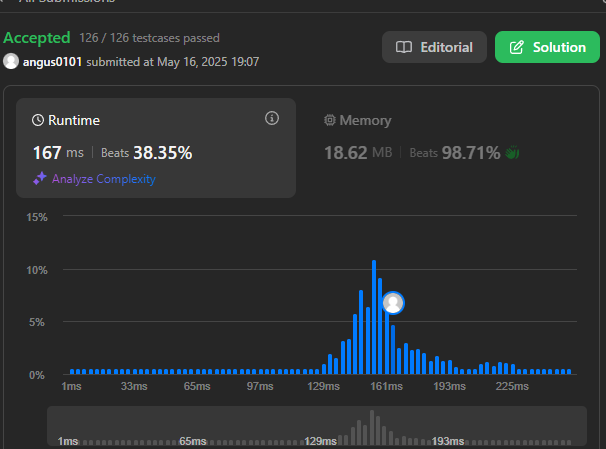 All Submissions
Accepted 126 / 126 testcases passed
angus0101 submitted at May 16, 2025 19:07
Editorial
Solution
Runtime
167 ms | Beats 38.35%
Analyze Complexity
Memory
18.62 MB | Beats 98.71%
15%
10%
5%
0%
1ms 33ms 65ms 97ms 129ms 161ms 193ms 225ms
1ms 65ms 129ms 193ms